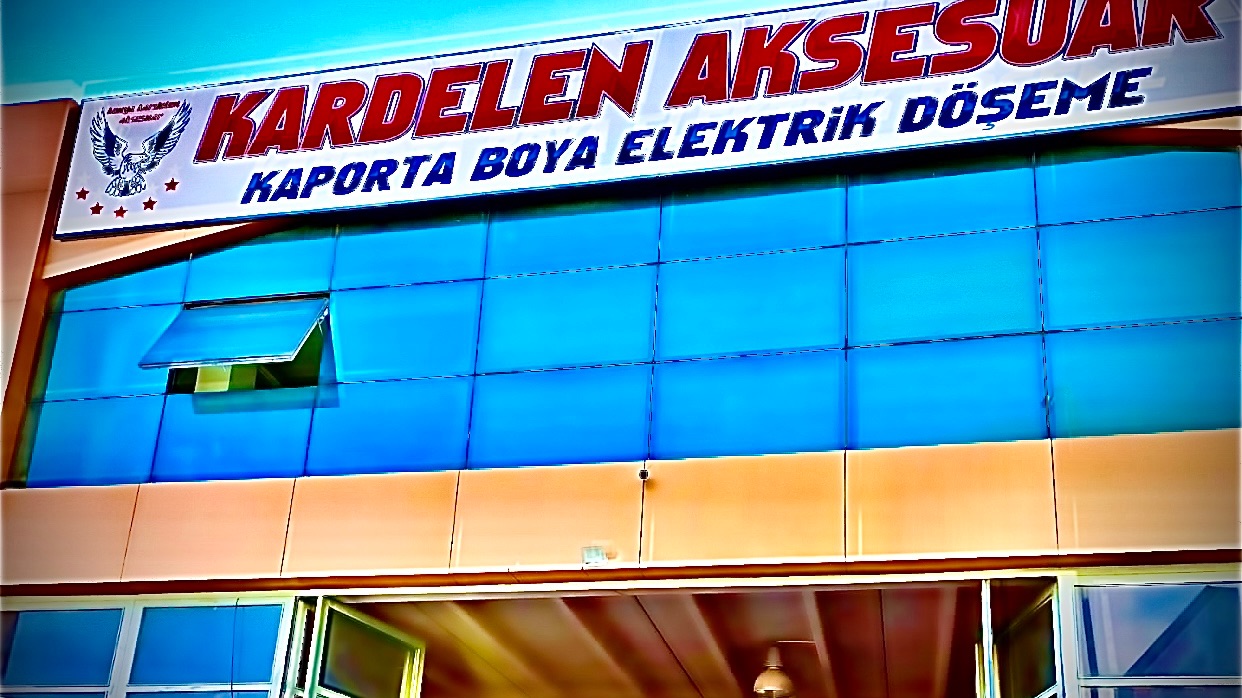 KARDELEN AKSESUAR
KAPORTA BOYA ELEKTRİK DÖŞEME